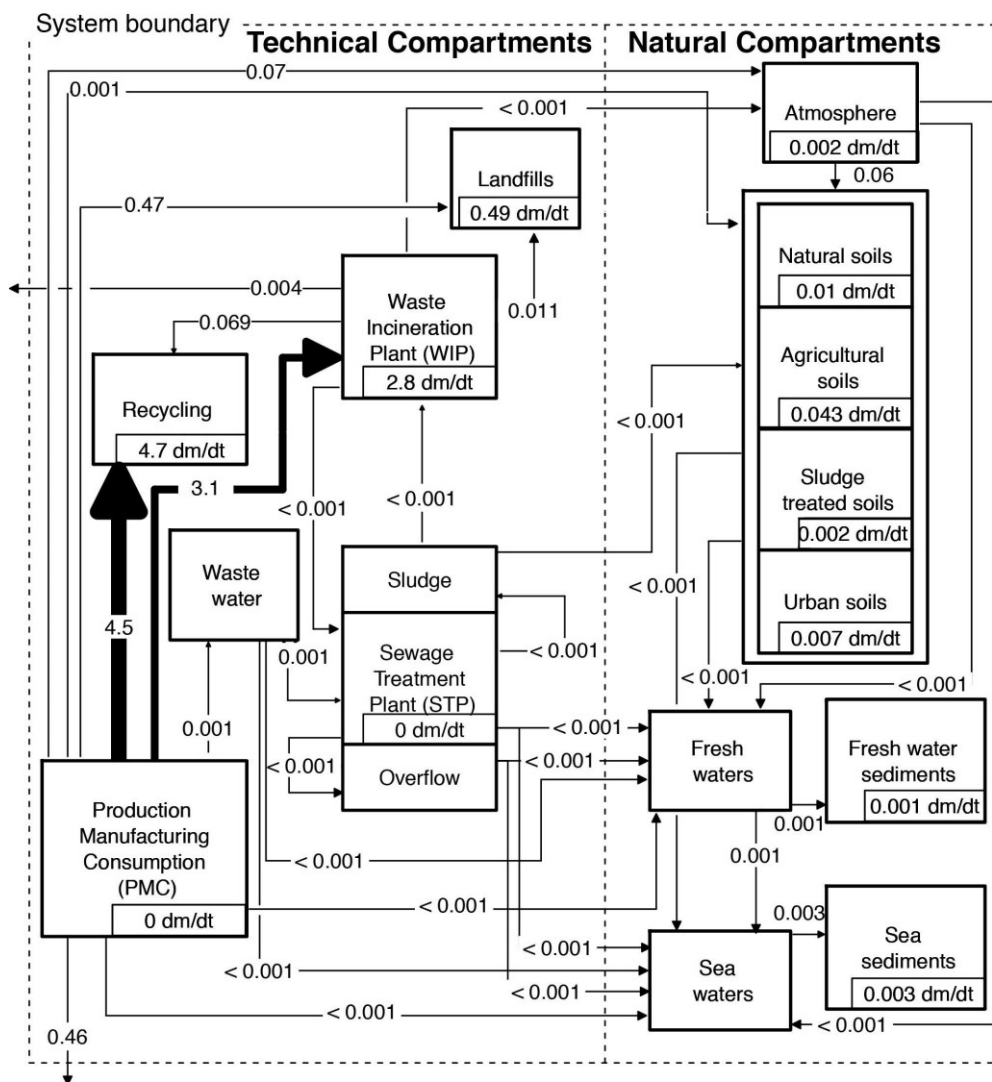 System boundary
Technical Compartments
Natural Compartments
0.07
0.001
< 0.001
Atmosphere
0.002 dm/dt
0.06
Landfills
0.49 dm/dt
0.47
Natural soils
0.01 dm/dt
0.004
Waste
Incineration
Plant (WIP)
2.8 dm/dt
0.011
0.069
Agricultural
soils
0.043 dm/dt
Recycling
4.7 dm/dt
< 0.001
3.1
< 0.001
< 0.001
Sludge
treated soils
0.002 dm/dt
Waste
water
Sludge
< 0.001
Urban soils
0.007 dm/dt
4.5
0.001
Sewage
Treatment
Plant (STP)
0 dm/dt
< 0.001
< 0.001
< 0.001
0.001
< 0.001
< 0.001
Overflow
< 0.001
Fresh
waters
Fresh water
sediments
0.001 dm/dt
0.001
Production
Manufacturing
Consumption
(PMC)
0 dm/dt
< 0.001
0.001
< 0.001
0.003
< 0.001
Sea
waters
Sea
sediments
0.003 dm/dt
< 0.001
< 0.001
< 0.001
< 0.001
0.46